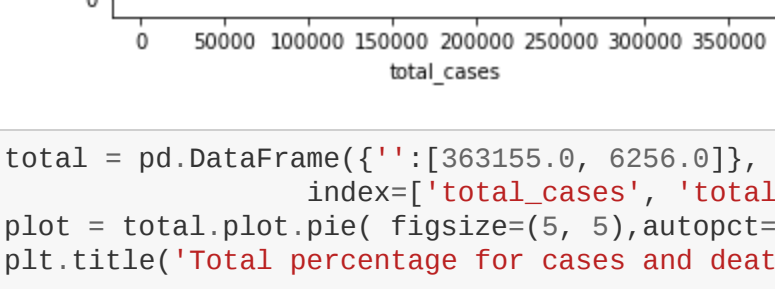 0
0 50000 100000 150000 200000 250000 300000 350000
total_cases
total = pd.DataFrame({'':[363155.0, 6256.0]},
index=['total_cases', 'total
plot = total.plot.pie( figsize=(5, 5),autopct=
plt.title('Total percentage for cases and deat